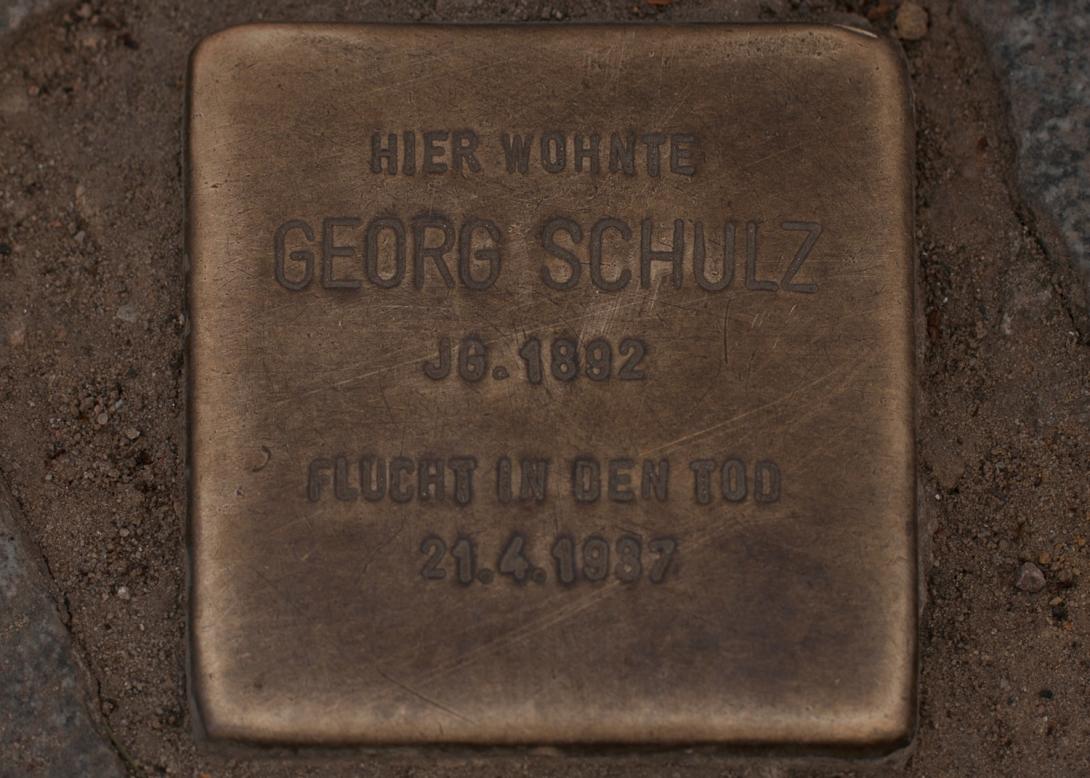 HIER WOHNTE
GEORG SCHULZ
JG. 1892
FLUCHT IN DEN TOD
21.4.1937